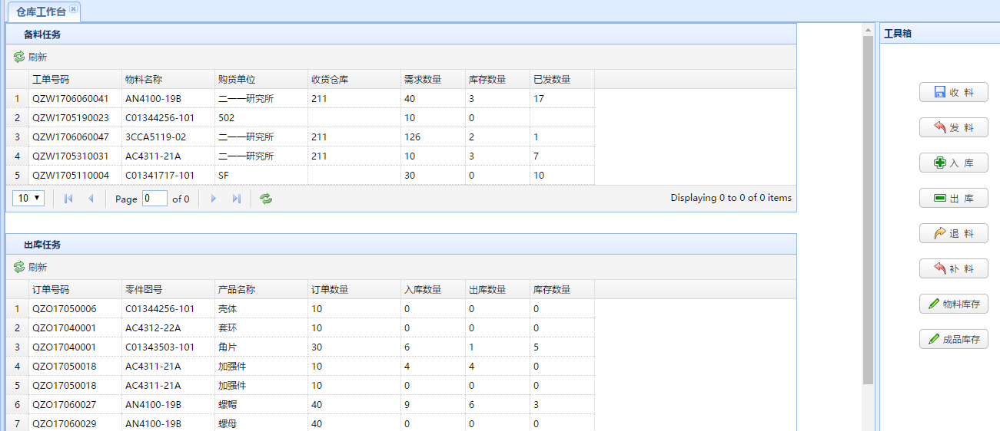 仓库工作台
备料任务
刷新
工单号码 物料名称 购货单位 收货仓库 需求数量 库存数量 已发数量
1 QZW1706060041 AN4100-19B 二一一研究所 211 40 3 17
2 QZW1705190023 C01344256-101 502 10 0
3 QZW1706060047 3CCA5119-02 二一一研究所 211 126 2 1
4 QZW1705310031 AC4311-21A 二一一研究所 211 10 3 7
5 QZW1705110004 C01341717-101 SF 30 0 10
10 Page 0 of 0 Displaying 0 to 0 of 0 items
出库任务
刷新
订单号码 零件图号 产品名称 订单数量 入库数量 出库数量 库存数量
1 QZO17050006 C01344256-101 壳体 10 0 0 0
2 QZO17040001 AC4312-22A 套环 10 0 0 0
3 QZO17040001 C01343503-101 角片 30 6 1 5
4 QZO17050018 AC4311-21A 加强件 10 4 4 0
5 QZO17050018 AC4311-21A 加强件 10 0 0 0
6 QZO17060027 AN4100-19B 螺帽 40 9 6 3
7 QZO17060029 AN4100-19B 螺母 40 0 0 0
工具箱
收 料
发 料
入 库
出 库
退 料
补 料
物料库存
成品库存